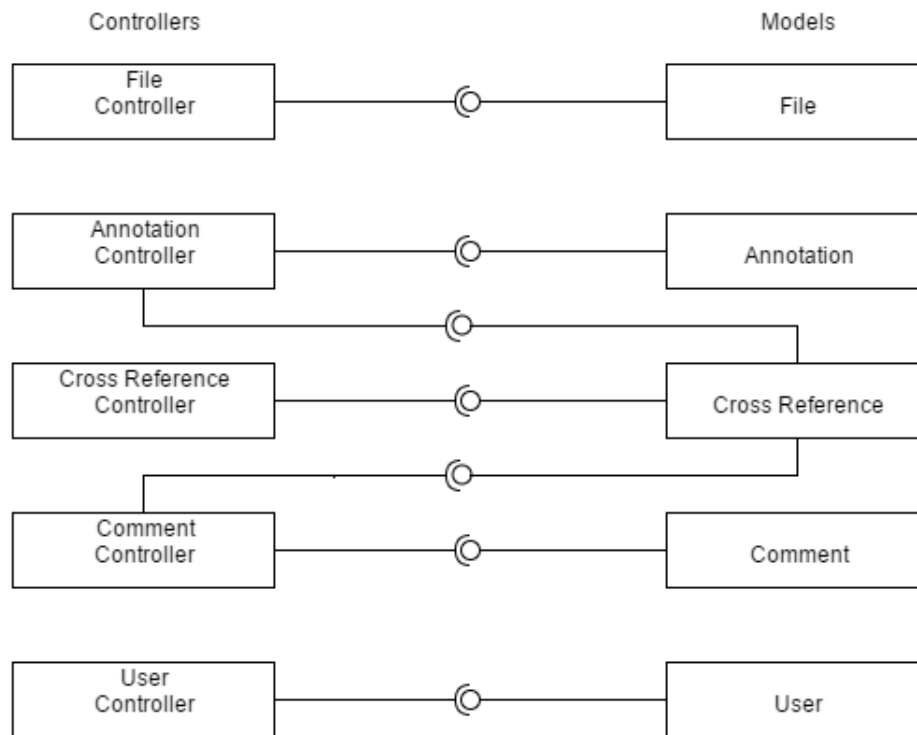 Controllers
Models
File
Controller
File
Annotation
Controller
Annotation
Cross Reference
Controller
Cross Reference
Comment
Controller
Comment
User
Controller
User